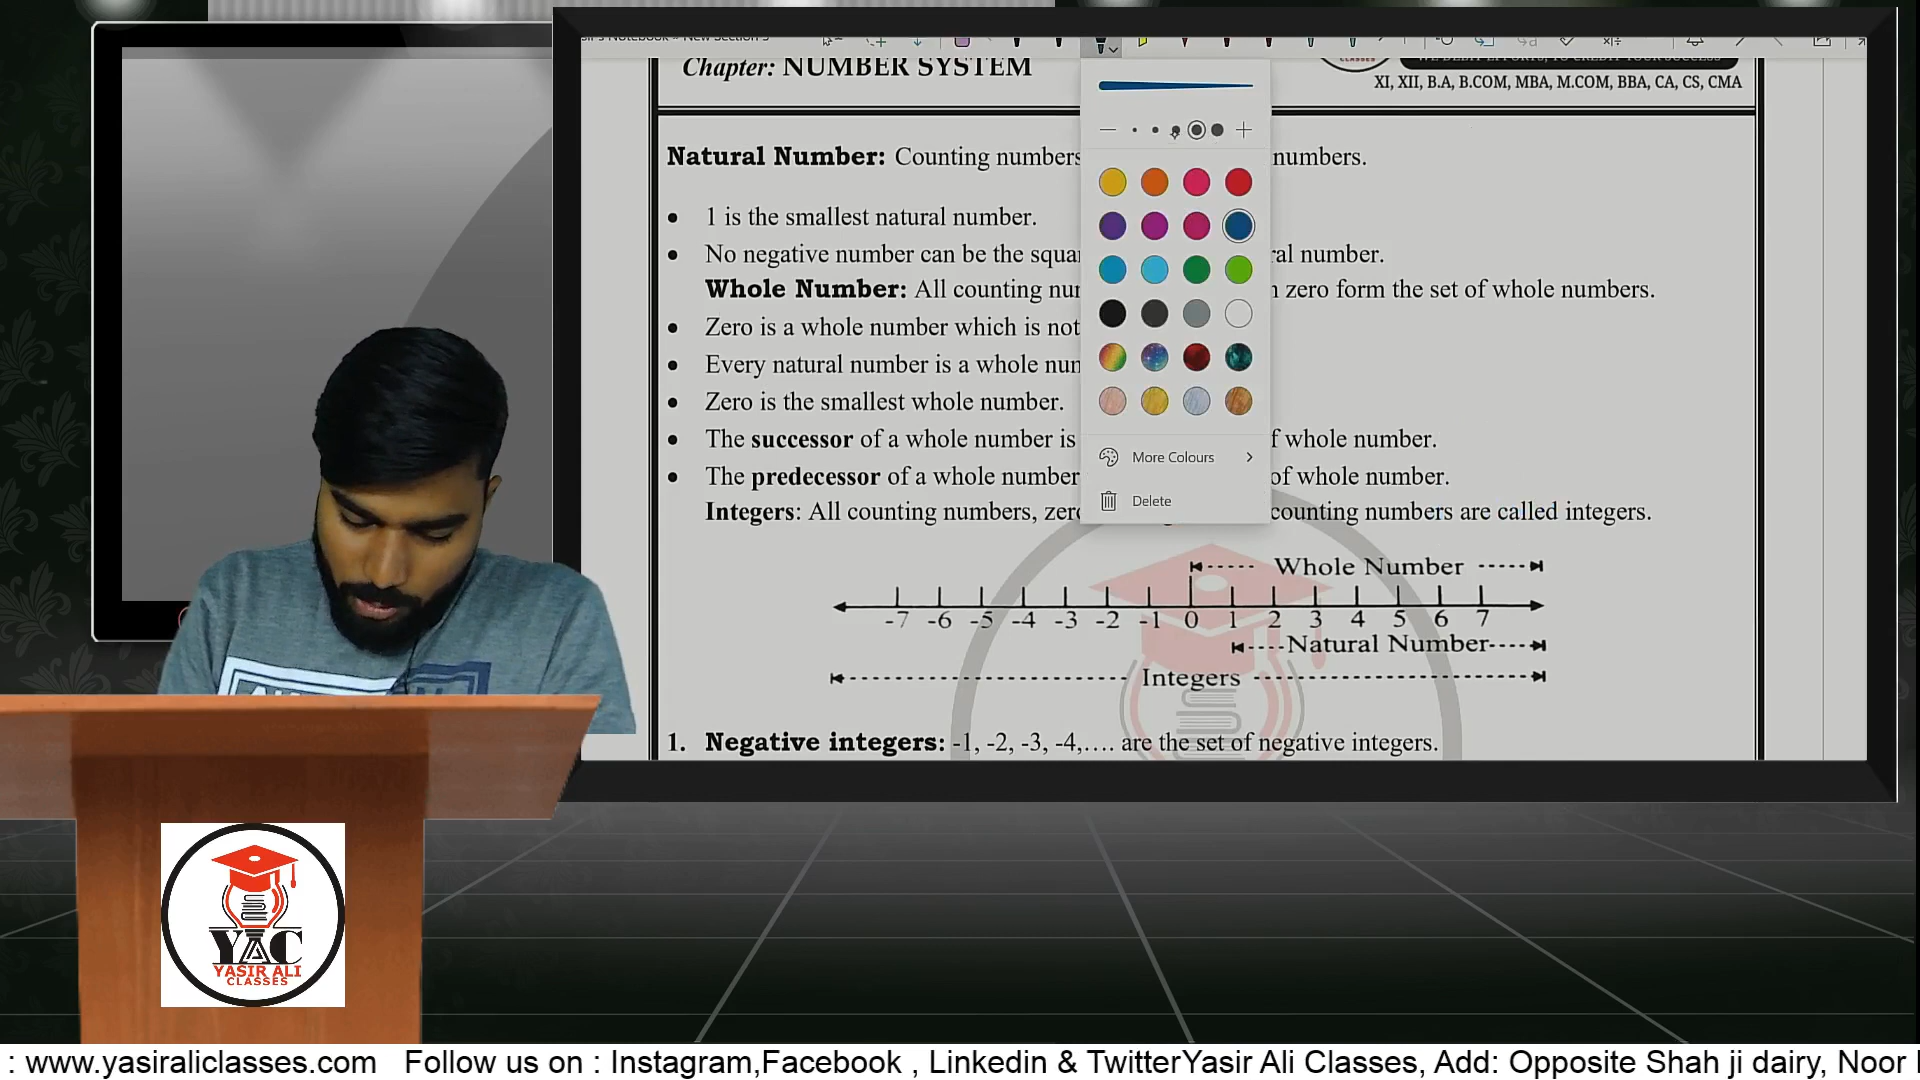 Chapter: NUMBER SYSTEM
XI, XII, B.A, B.COM, MBA, M.COM, BBA, CA, CS, CMA
Natural Number: Counting numbers numbers.
• 1 is the smallest natural number.
• No negative number can be the squa ral number.
Whole Number: All counting nu zero form the set of whole numbers.
• Zero is a whole number which is not
• Every natural number is a whole
• Zero is the smallest whole number.
• The successor of a whole number is of whole number.
• The predecessor of a whole number of whole number.
Integers: All counting numbers, counting numbers are called integers.
More Colours
Delete
Whole Number
-7 -6 -5 -4 -3 -2 -1 0 1 2 3 4 5 6 7
Natural Number
Integers
1. Negative integers: -1, -2, -3, -4,…. are the set of negative integers.
YAC
YASIR ALI
CLASSES
: www.yasiraliclasses.com Follow us on : Instagram,Facebook , Linkedin & TwitterYasir Ali Classes, Add: Opposite Shah ji dairy, Noor